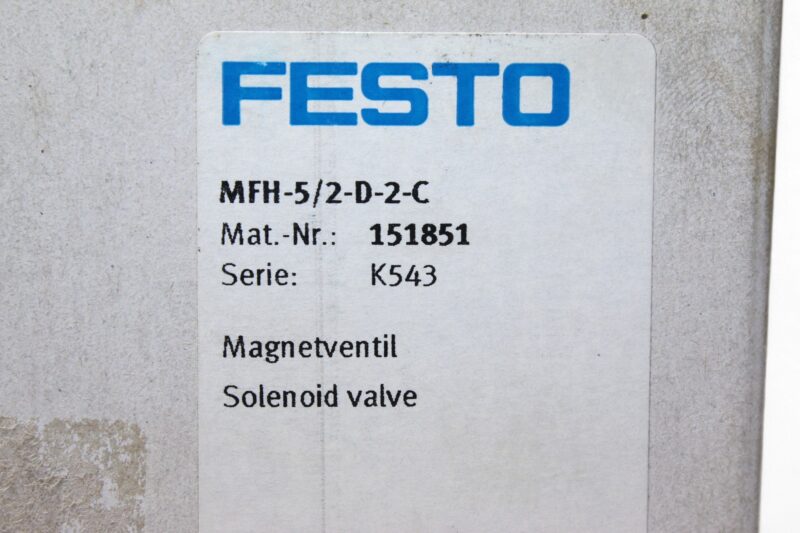 FESTO
MFH-5/2-D-2-C
Mat.-Nr.: 151851
Serie: K543
Magnetventil
Solenoid valve